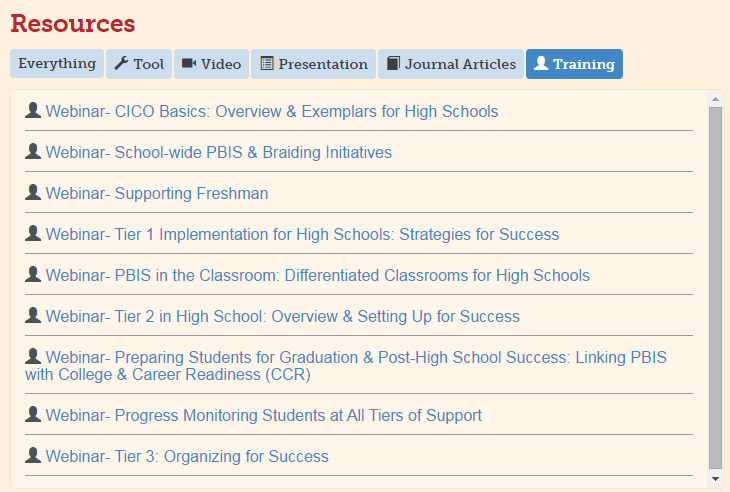 Resources
Everything Tool Video Presentation Journal Articles Training
Webinar- CICO Basics: Overview & Exemplars for High Schools
Webinar- School-wide PBIS & Braiding Initiatives
Webinar- Supporting Freshman
Webinar- Tier 1 Implementation for High Schools: Strategies for Success
Webinar- PBIS in the Classroom: Differentiated Classrooms for High Schools
Webinar- Tier 2 in High School: Overview & Setting Up for Success
Webinar- Preparing Students for Graduation & Post-High School Success: Linking PBIS
with College & Career Readiness (CCR)
Webinar- Progress Monitoring Students at All Tiers of Support
Webinar- Tier 3: Organizing for Success